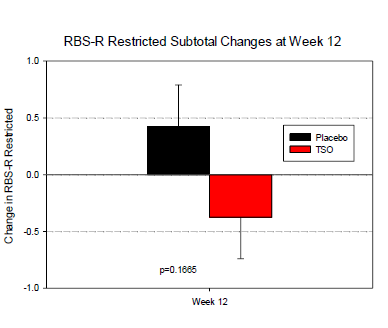 RBS-R Restricted Subtotal Changes at Week 12
Change in RBS-R Restricted
1.0
0.5
0.0
-0.5
-1.0
Placebo
TSO
p=0.1665
Week 12